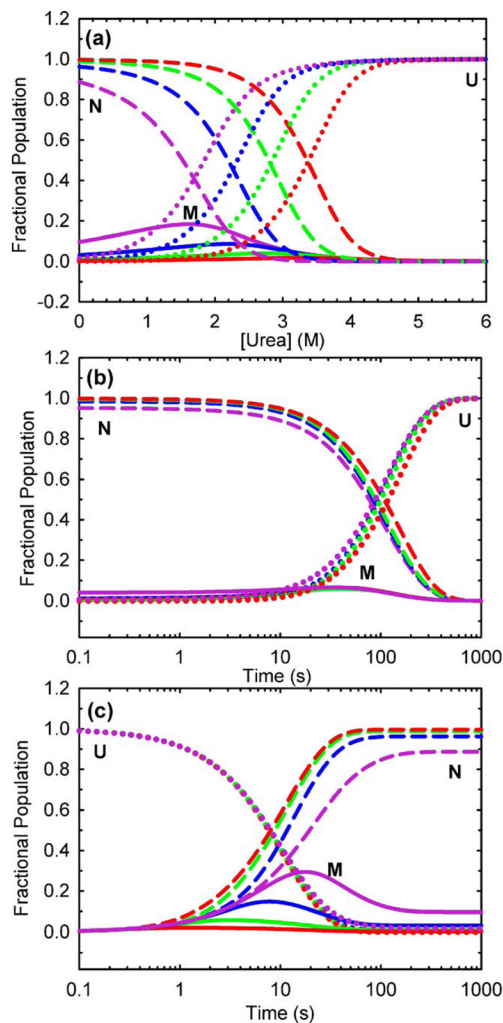 1.2
(a)
1.0
0.8
N
U
0.6
0.4
M
0.2
0.0
-0.2
0 1 2 3 4 5 6
[Urea] (M)
Fractional Population
1.2
(b)
1.0
N
U
0.8
0.6
0.4
0.2
M
0.0
0.1 1 10 100 1000
Time (s)
Fractional Population
1.2
(c)
1.0
U
N
0.8
0.6
0.4
M
0.2
0.0
0.1 1 10 100 1000
Time (s)
Fractional Population